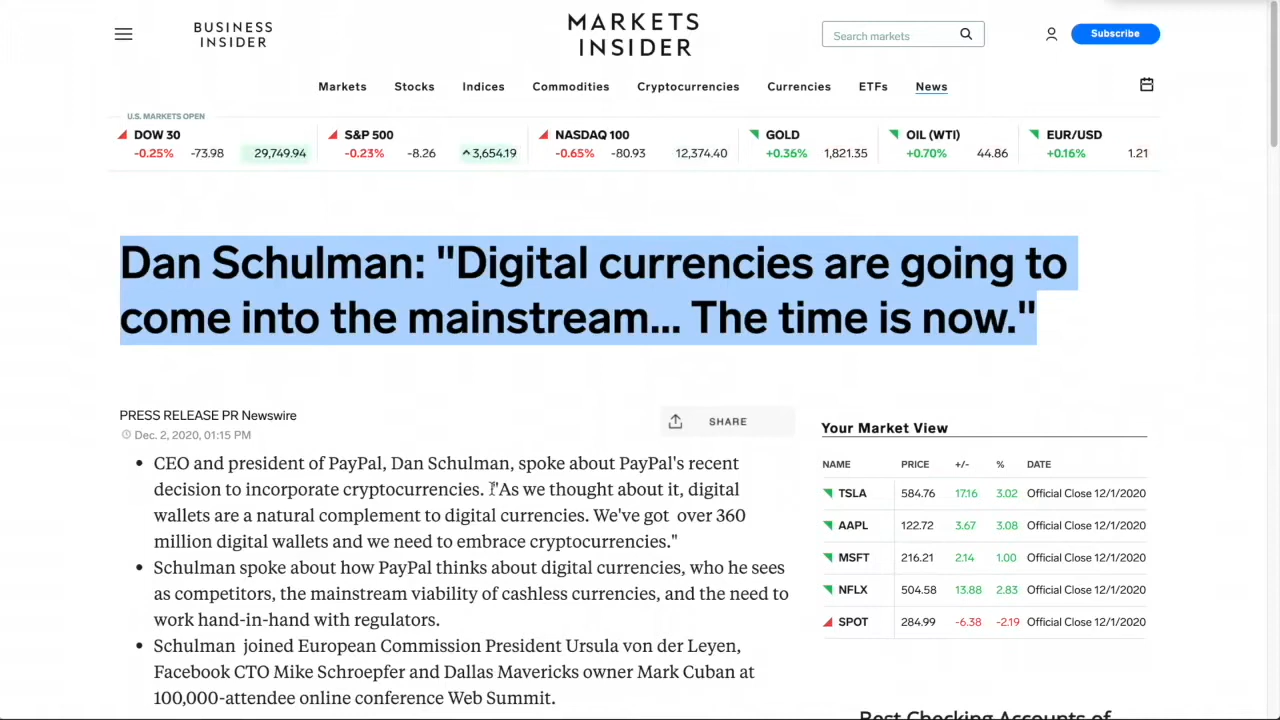 BUSINESS
INSIDER
MARKETS
INSIDER
Search markets
Subscribe
Markets Stocks Indices Commodities Cryptocurrencies Currencies ETFs News
U.S. MARKETS OPEN
DOW 30 S&P 500 NASDAQ 100 GOLD OIL (WTI) EUR/USD
-0.25% -73.98 29,749.94 -0.23% -8.26 3,654.19 -0.65% -80.93 12,374.40 +0.36% 1,821.35 +0.70% 44.86 +0.16% 1.21
Dan Schulman: "Digital currencies are going to
come into the mainstream... The time is now."
PRESS RELEASE PR Newswire
Dec. 2, 2020, 01:15 PM
SHARE
• CEO and president of PayPal, Dan Schulman, spoke about PayPal's recent
decision to incorporate cryptocurrencies. "As we thought about it, digital
wallets are a natural complement to digital currencies. We've got over 360
million digital wallets and we need to embrace cryptocurrencies."
• Schulman spoke about how PayPal thinks about digital currencies, who he sees
as competitors, the mainstream viability of cashless currencies, and the need to
work hand-in-hand with regulators.
• Schulman joined European Commission President Ursula von der Leyen,
Facebook CTO Mike Schroepfer and Dallas Mavericks owner Mark Cuban at
100,000-attendee online conference Web Summit.
Your Market View
NAME PRICE +/- % DATE
TSLA 584.76 17.16 3.02 Official Close 12/1/2020
AAPL 122.72 3.67 3.08 Official Close 12/1/2020
MSFT 216.21 2.14 1.00 Official Close 12/1/2020
NFLX 504.58 13.88 2.83 Official Close 12/1/2020
SPOT 284.99 -6.38 -2.19 Official Close 12/1/2020
Best Checking Accounts of